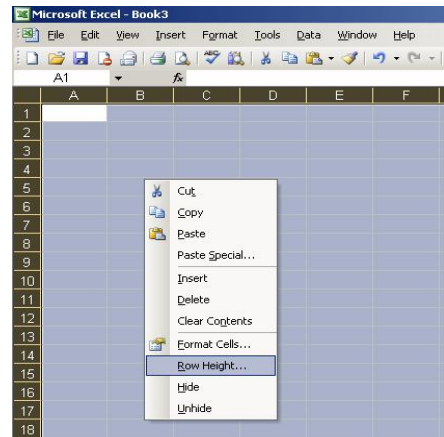 Microsoft Excel - Book3
File Edit View Insert Format Tools Data Window Help
A1 fx
A B C D E F
1
2
3
4
5
6
7
8
9
10
11
12
13
14
15
16
17
18
Cut
Copy
Paste
Paste Special...
Insert
Delete
Clear Contents
Format Cells...
Row Height...
Hide
Unhide